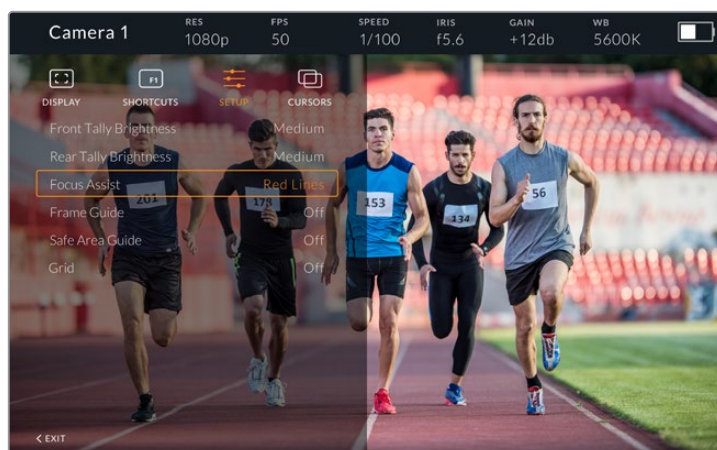 Camera 1
RES
1080p
FPS
50
SPEED
1/100
IRIS
f5.6
GAIN
+12db
WB
5600K
F1
DISPLAY
SHORTCUTS
SETUP
CURSORS
Front Tally Brightness Medium
Rear Tally Brightness Medium
Focus Assist Red Lines
Frame Guide Off
Safe Area Guide Off
Grid Off
201
178
153
134
56
< EXIT